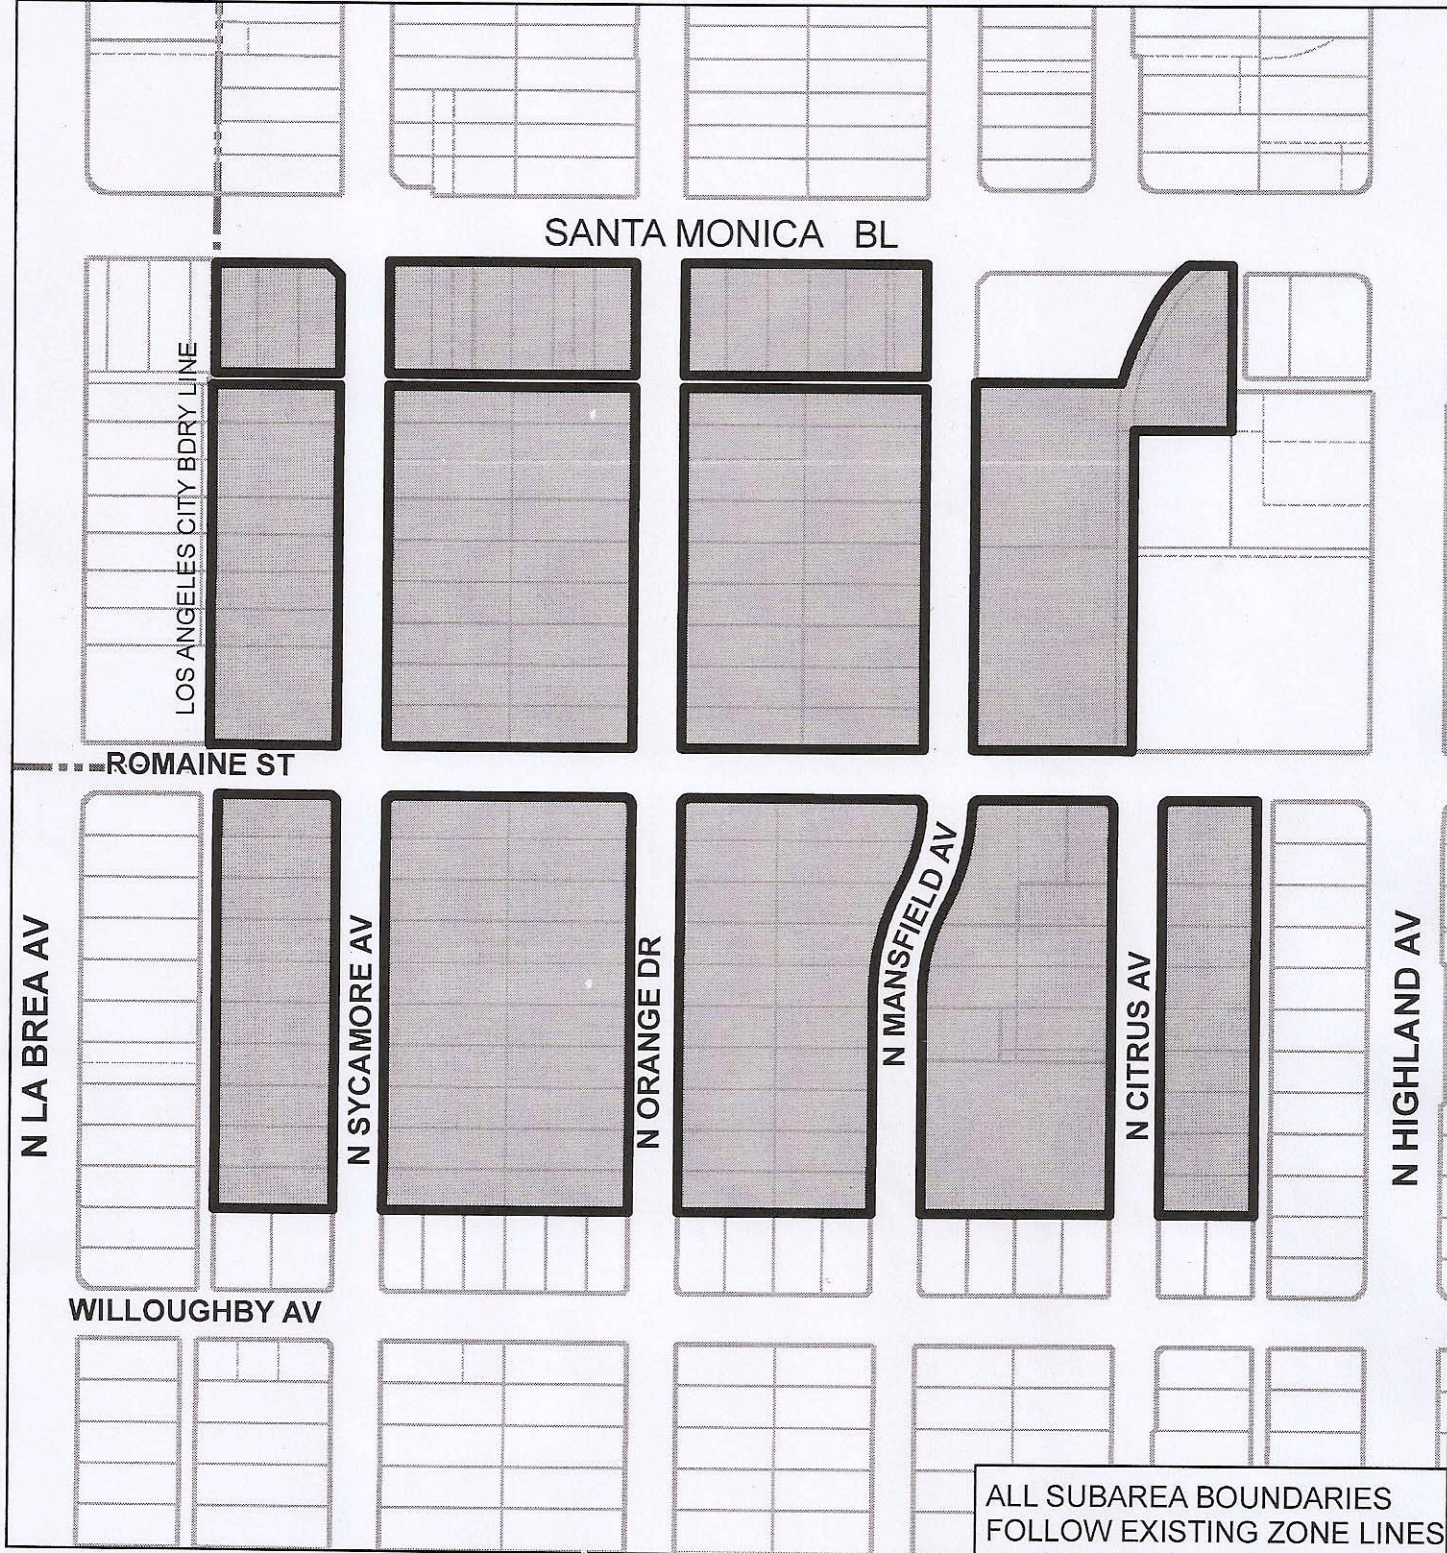 SANTA MONICA BL
LOS ANGELES CITY BDRY LINE
ROMAINE ST
N LA BREA AV
N SYCAMORE AV
N ORANGE DR
N MANSFIELD AV
N CITRUS AV
N HIGHLAND AV
WILLOUGHBY AV
ALL SUBAREA BOUNDARIES
FOLLOW EXISTING ZONE LINES